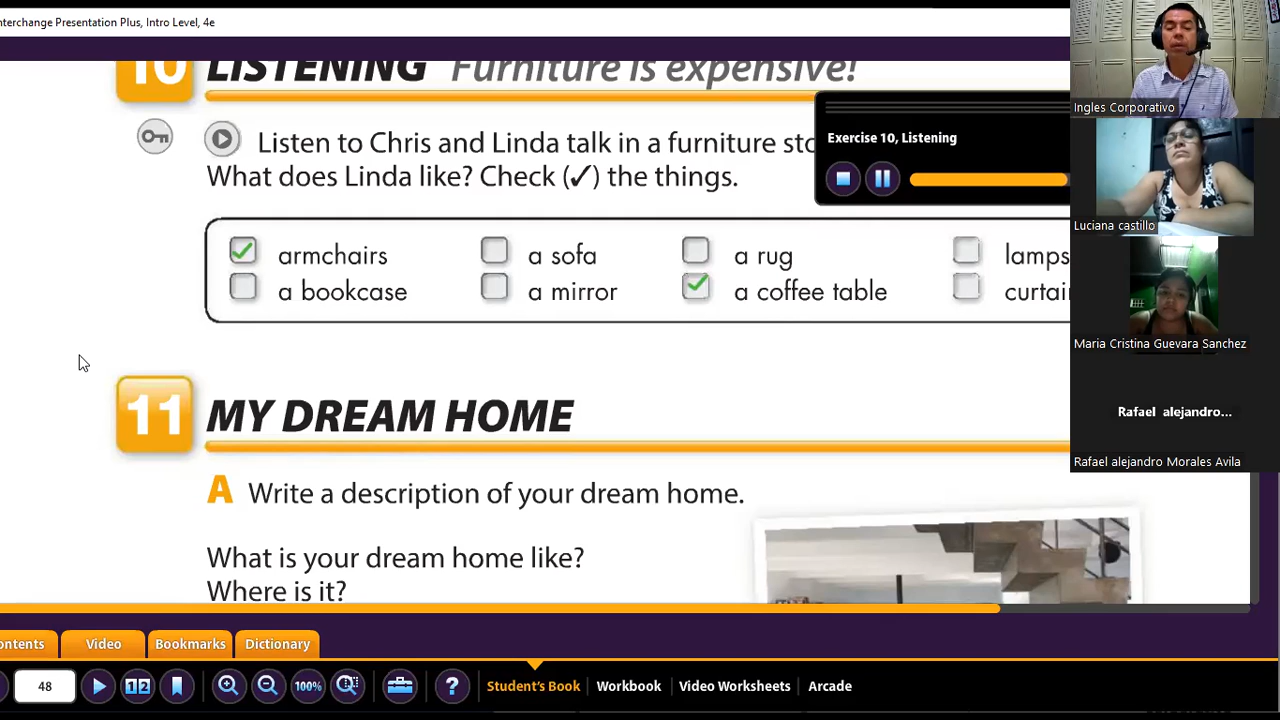 nterchange Presentation Plus, Intro Level, 4e
10 LISTENING Furniture is expensive!
Listen to Chris and Linda talk in a furniture sto
What does Linda like? Check (✓) the things.
Exercise 10, Listening
armchairs a sofa a rug lamps
a bookcase a mirror a coffee table curtai
11 MY DREAM HOME
A Write a description of your dream home.
What is your dream home like?
Where is it?
Ingles Corporativo
Luciana castillo
Maria Cristina Guevara Sanchez
Rafael alejandro...
Rafael alejandro Morales Avila
ontents Video Bookmarks Dictionary
48 1 2 100% ? Student's Book Workbook Video Worksheets Arcade